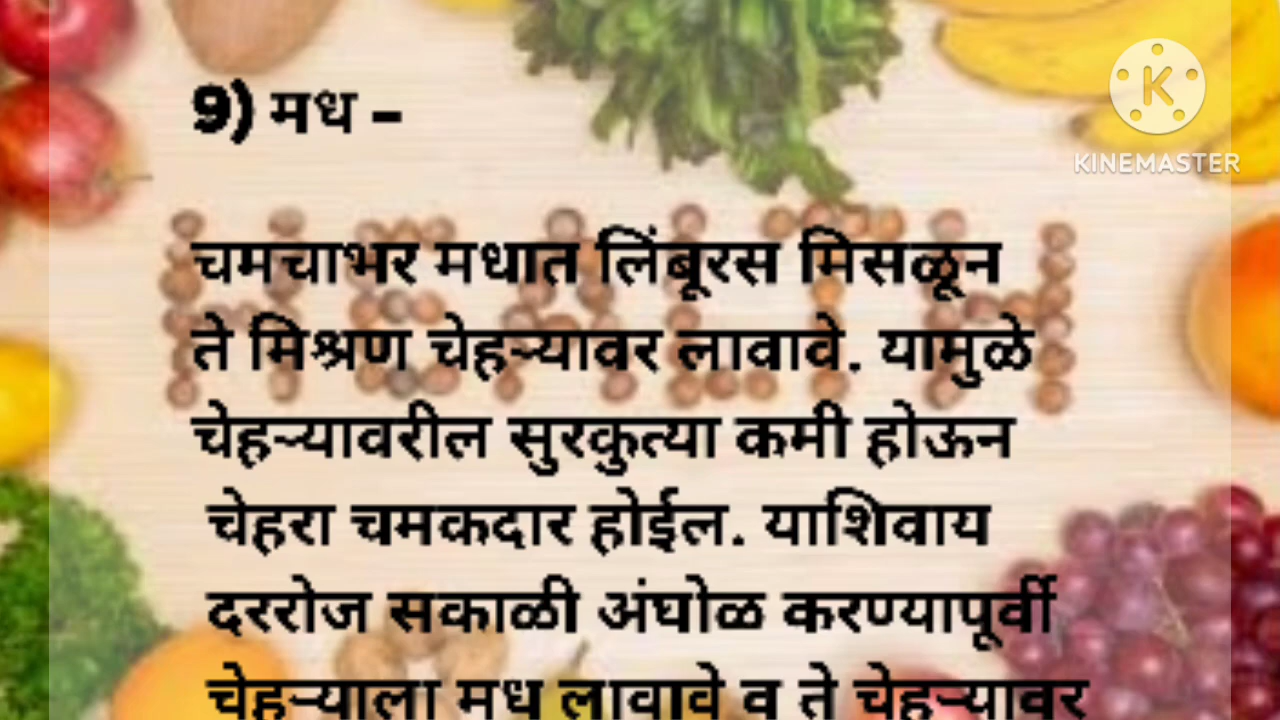 9) मध –
KINEMASTER
चमचाभर मधात लिंबूरस मिसळून
ते मिश्रण चेहऱ्यावर लावावे. यामुळे
चेहऱ्यावरील सुरकुत्या कमी होऊन
चेहरा चमकदार होईल. याशिवाय
दररोज सकाळी अंघोळ करण्यापूर्वी
चेहऱ्याला मध लावावे व ते चेहऱ्यावर
HEALTH